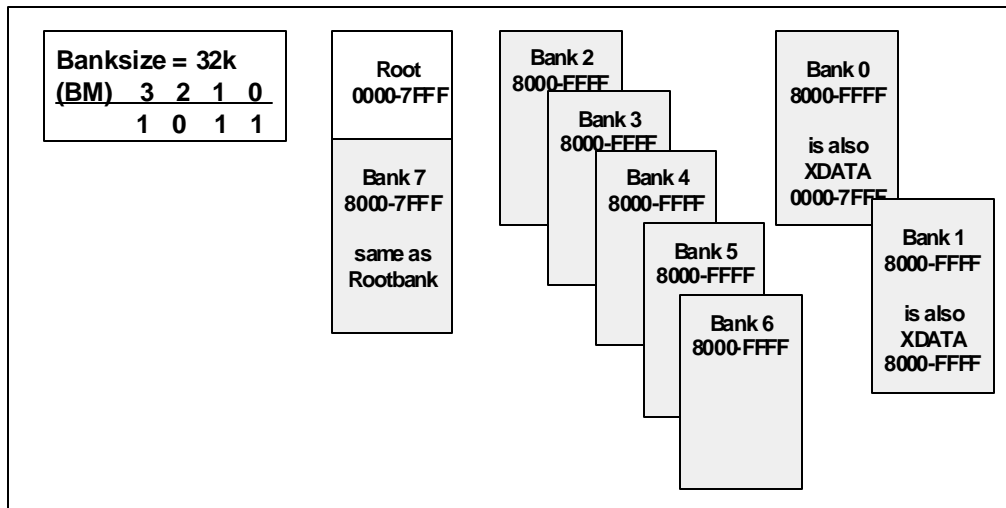 Banksize = 32k
(BM) 3 2 1 0
1 0 1 1
Root
0000-7FFF
Bank 7
8000-7FFF
same as
Rootbank
Bank 2
8000-FFFF
Bank 3
8000-FFFF
Bank 4
8000-FFFF
Bank 5
8000-FFFF
Bank 6
8000-FFFF
Bank 0
8000-FFFF
is also
XDATA
0000-7FFF
Bank 1
8000-FFFF
is also
XDATA
8000-FFFF